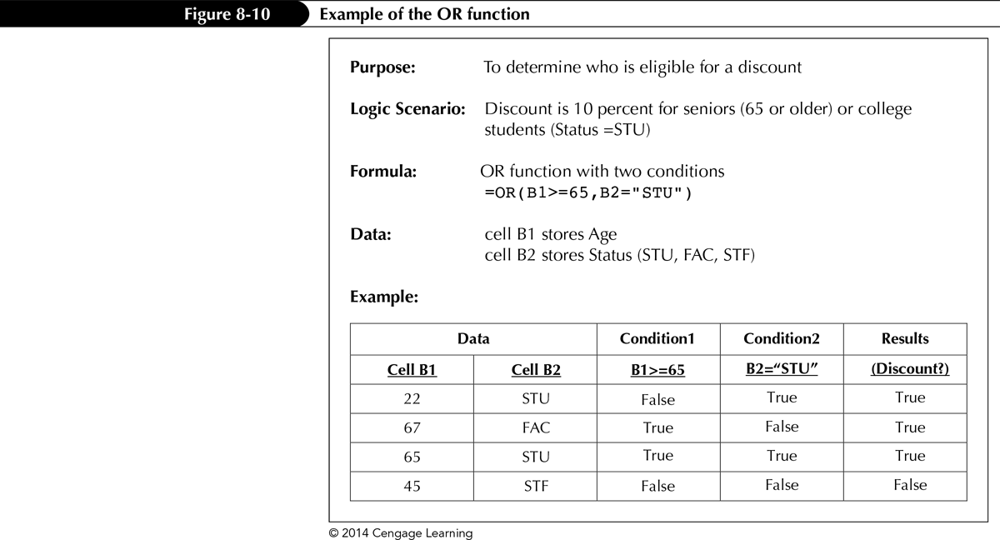 Figure 8-10 Example of the OR function
Purpose: To determine who is eligible for a discount
Logic Scenario: Discount is 10 percent for seniors (65 or older) or college
students (Status =STU)
Formula: OR function with two conditions
=OR(B1>=65,B2="STU")
Data: cell B1 stores Age
cell B2 stores Status (STU, FAC, STF)
Example:
Data Condition1 Condition2 Results
Cell B1 Cell B2 B1>=65 B2=“STU” (Discount?)
22 STU False True True
67 FAC True False True
65 STU True True True
45 STF False False False
© 2014 Cengage Learning